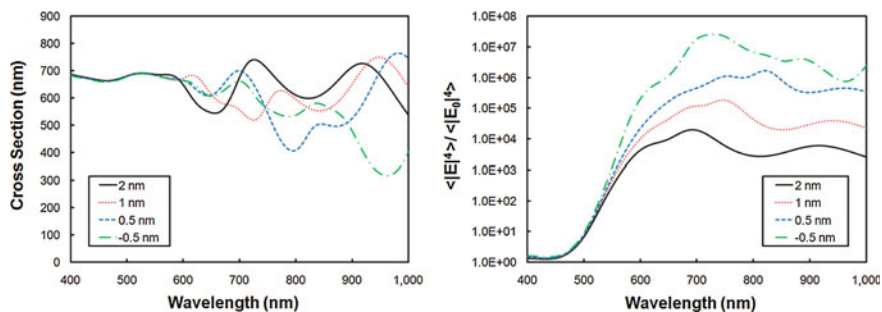 900
800
700
600
500
400
300
200
100
0
Cross Section (nm)
2 nm
1 nm
0.5 nm
-0.5 nm
400 500 600 700 800 900 1,000
Wavelength (nm)
1.0E+08
1.0E+07
1.0E+06
1.0E+05
1.0E+04
1.0E+03
1.0E+02
1.0E+01
1.0E+00
<|E|⁴> / <|E₀|⁴>
2 nm
1 nm
0.5 nm
-0.5 nm
400 500 600 700 800 900 1,000
Wavelength (nm)